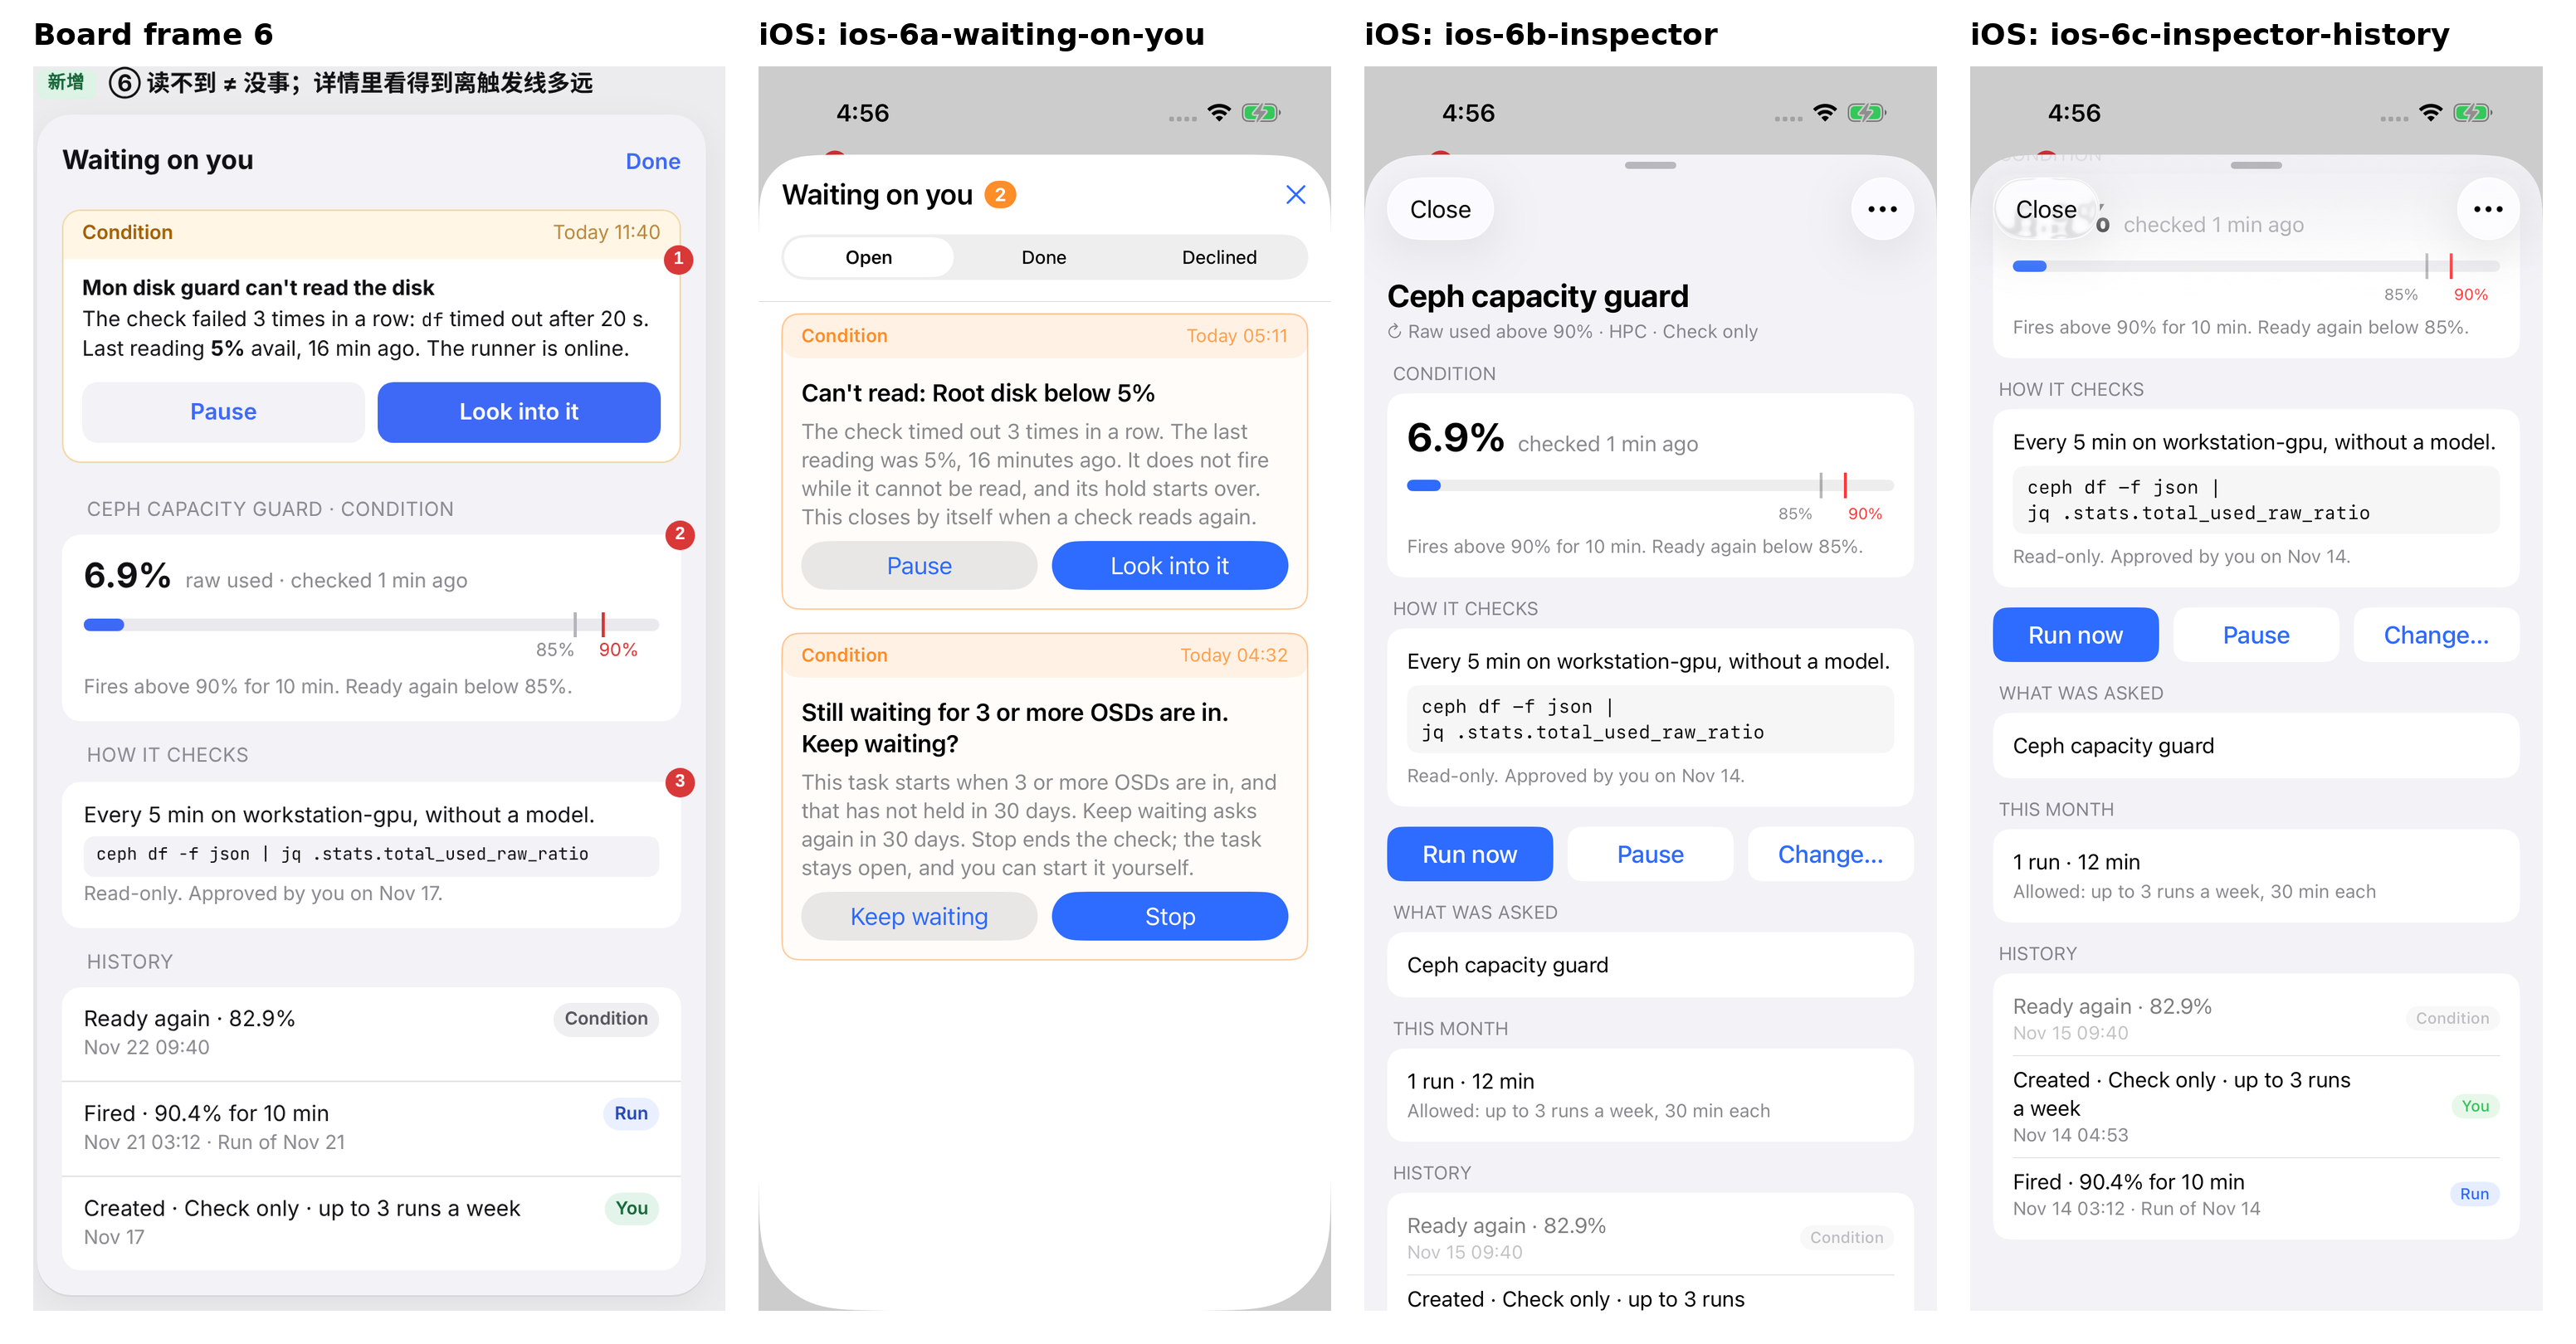 Board frame 6
新增 ⑥ 读不到 ≠ 没事；详情里看得到离触发线多远
Waiting on you
Done
Condition
Today 11:40
1
Mon disk guard can't read the disk
The check failed 3 times in a row: df timed out after 20 s.
Last reading 5% avail, 16 min ago. The runner is online.
Pause
Look into it
CEPH CAPACITY GUARD · CONDITION
2
6.9% raw used · checked 1 min ago
85% 90%
Fires above 90% for 10 min. Ready again below 85%.
HOW IT CHECKS
3
Every 5 min on workstation-gpu, without a model.
ceph df -f json | jq .stats.total_used_raw_ratio
Read-only. Approved by you on Nov 17.
HISTORY
Ready again · 82.9%
Condition
Nov 22 09:40
Fired · 90.4% for 10 min
Run
Nov 21 03:12 · Run of Nov 21
Created · Check only · up to 3 runs a week
You
Nov 17
iOS: ios-6a-waiting-on-you
4:56
Waiting on you 2
Open
Done
Declined
Condition
Today 05:11
Can't read: Root disk below 5%
The check timed out 3 times in a row. The last
reading was 5%, 16 minutes ago. It does not fire
while it cannot be read, and its hold starts over.
This closes by itself when a check reads again.
Pause
Look into it
Condition
Today 04:32
Still waiting for 3 or more OSDs are in.
Keep waiting?
This task starts when 3 or more OSDs are in, and
that has not held in 30 days. Keep waiting asks
again in 30 days. Stop ends the check; the task
stays open, and you can start it yourself.
Keep waiting
Stop
iOS: ios-6b-inspector
4:56
Close
Ceph capacity guard
Raw used above 90% · HPC · Check only
CONDITION
6.9% checked 1 min ago
85% 90%
Fires above 90% for 10 min. Ready again below 85%.
HOW IT CHECKS
Every 5 min on workstation-gpu, without a model.
ceph df -f json |
jq .stats.total_used_raw_ratio
Read-only. Approved by you on Nov 14.
Run now
Pause
Change...
WHAT WAS ASKED
Ceph capacity guard
THIS MONTH
1 run · 12 min
Allowed: up to 3 runs a week, 30 min each
HISTORY
Ready again · 82.9%
Condition
Nov 15 09:40
Created · Check only · up to 3 runs
iOS: ios-6c-inspector-history
4:56
CONDITION
Close
% checked 1 min ago
85% 90%
Fires above 90% for 10 min. Ready again below 85%.
HOW IT CHECKS
Every 5 min on workstation-gpu, without a model.
ceph df -f json |
jq .stats.total_used_raw_ratio
Read-only. Approved by you on Nov 14.
Run now
Pause
Change...
WHAT WAS ASKED
Ceph capacity guard
THIS MONTH
1 run · 12 min
Allowed: up to 3 runs a week, 30 min each
HISTORY
Ready again · 82.9%
Condition
Nov 15 09:40
Created · Check only · up to 3 runs
a week
You
Nov 14 04:53
Fired · 90.4% for 10 min
Run
Nov 14 03:12 · Run of Nov 14